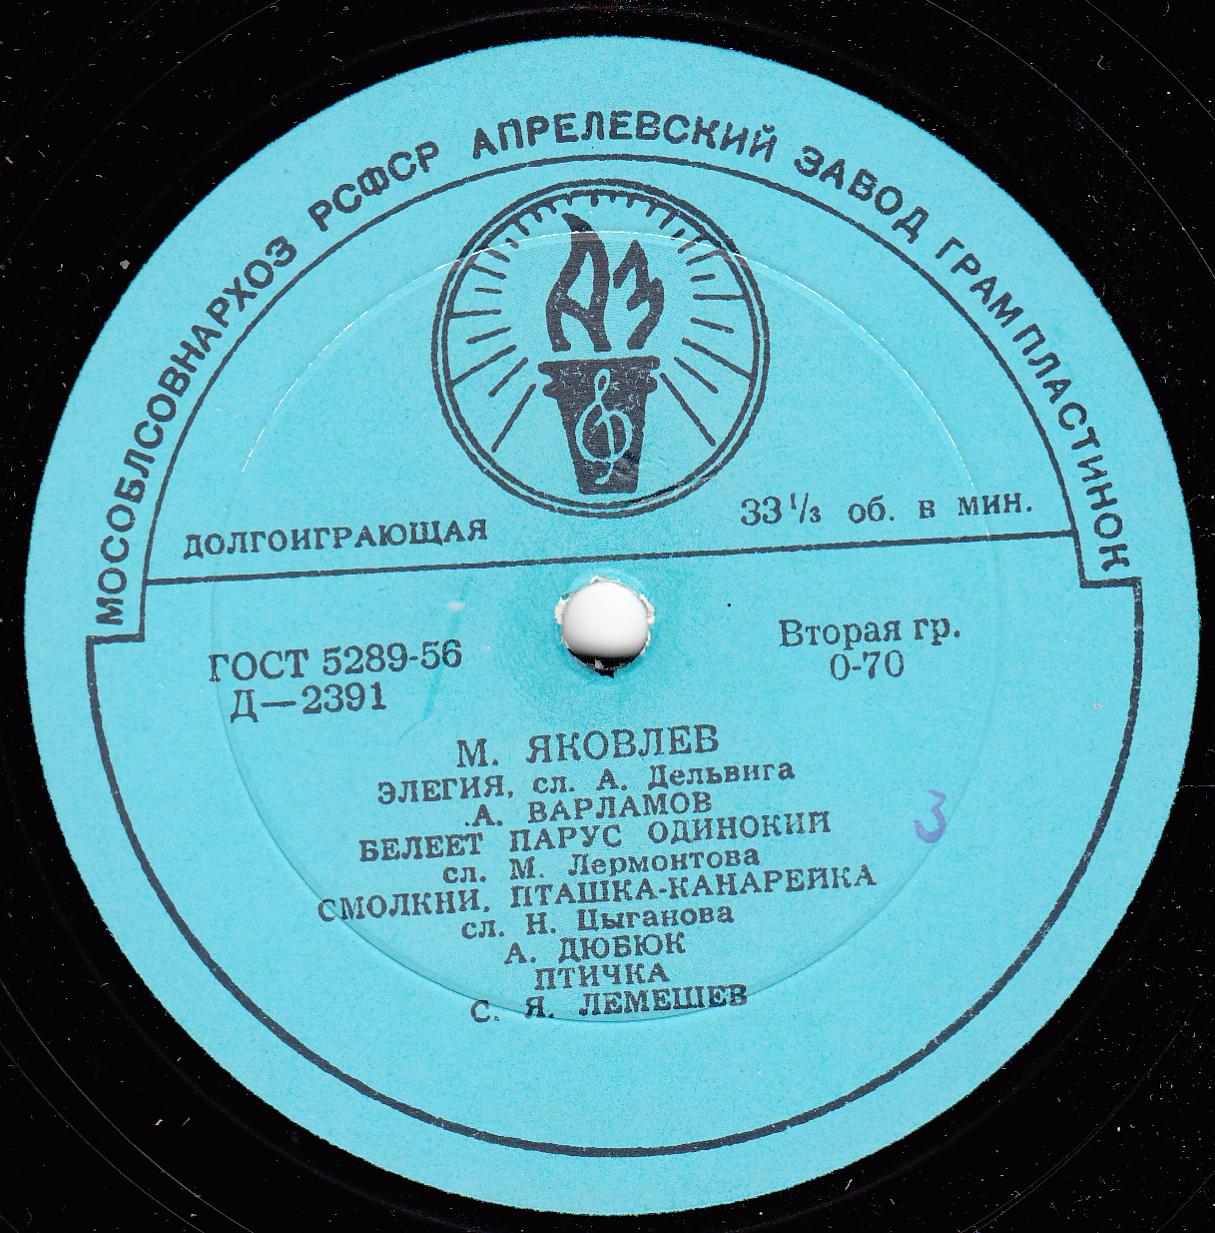 МОСОБЛСОВНАРХОЗ РСФСР АПРЕЛЕВСКИЙ ЗАВОД ГРАМПЛАСТИНОК
АЗ
ДОЛГОИГРАЮЩАЯ
33 1/3 об. в мин.
ГОСТ 5289-56
Д—2391
Вторая гр.
0-70
М. ЯКОВЛЕВ
ЭЛЕГИЯ, сл. А. Дельвига
А. ВАРЛАМОВ
БЕЛЕЕТ ПАРУС ОДИНОКИЙ
сл. М. Лермонтова
СМОЛКНИ, ПТАШКА-КАНАРЕЙКА
сл. Н. Цыганова
А. ДЮБЮК
ПТИЧКА
С. Я. ЛЕМЕШЕВ
3